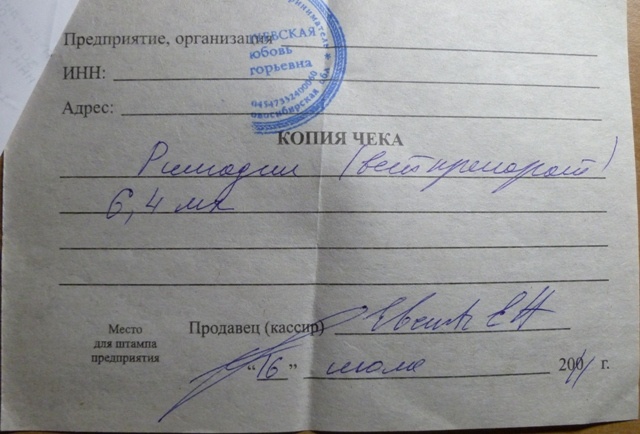 Предприятие, организация
ИНН:
Адрес:
КОПИЯ ЧЕКА
Римадил (ветпрепарат)
6,4 мл
Продавец (кассир)
Место
для штампа
предприятия
"16" июля 2011 г.